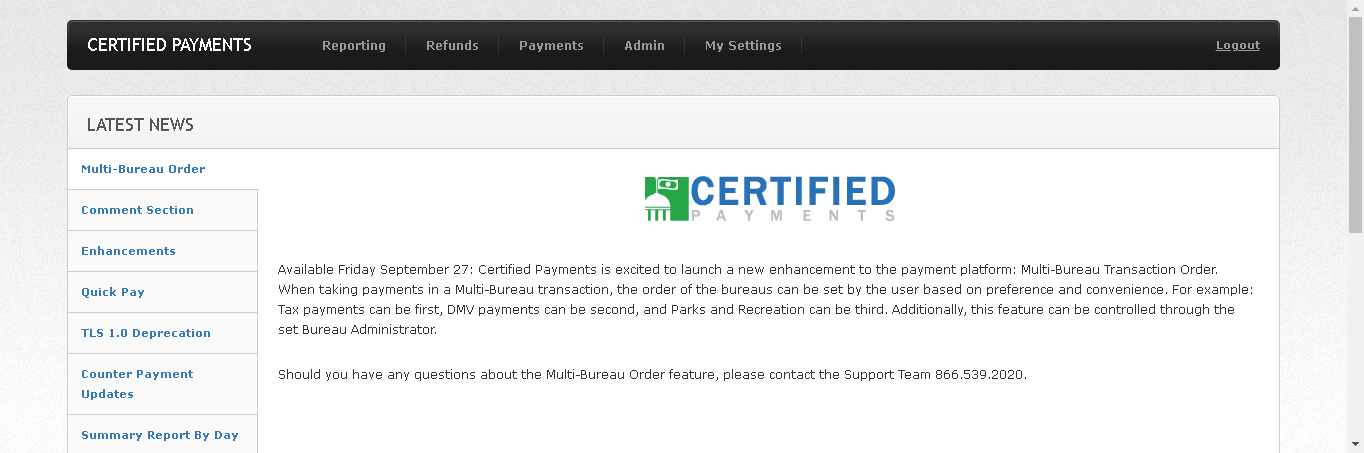 CERTIFIED PAYMENTS
Reporting
Refunds
Payments
Admin
My Settings
Logout
LATEST NEWS
Multi-Bureau Order
Comment Section
Enhancements
Quick Pay
TLS 1.0 Deprecation
Counter Payment
Updates
Summary Report By Day
CERTIFIED
PAYMENTS
Available Friday September 27: Certified Payments is excited to launch a new enhancement to the payment platform: Multi-Bureau Transaction Order.
When taking payments in a Multi-Bureau transaction, the order of the bureaus can be set by the user based on preference and convenience. For example:
Tax payments can be first, DMV payments can be second, and Parks and Recreation can be third. Additionally, this feature can be controlled through the
set Bureau Administrator.
Should you have any questions about the Multi-Bureau Order feature, please contact the Support Team 866.539.2020.